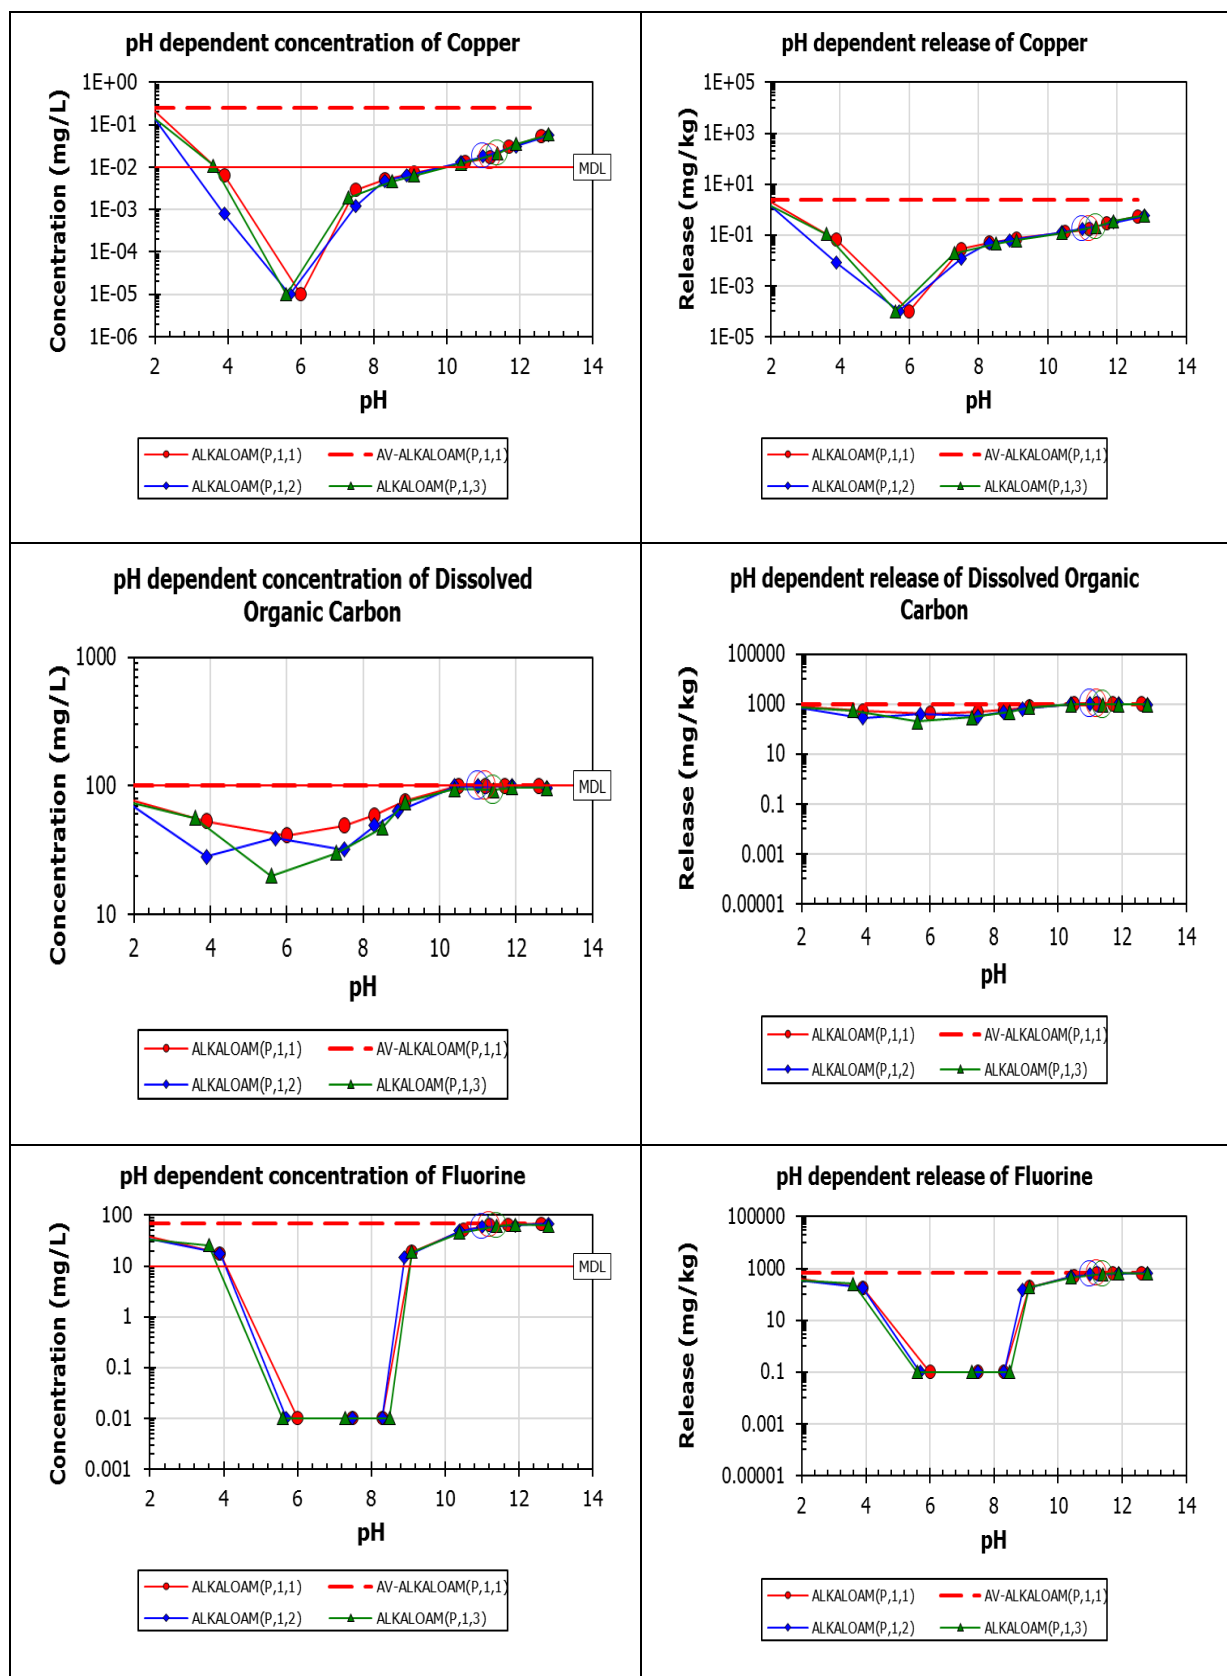 pH dependent concentration of Copper
Concentration (mg/L)
1E+00
1E-01
1E-02
1E-03
1E-04
1E-05
1E-06
MDL
2 4 6 8 10 12 14
pH
ALKALOAM(P,1,1) AV-ALKALOAM(P,1,1)
ALKALOAM(P,1,2) ALKALOAM(P,1,3)
pH dependent release of Copper
Release (mg/kg)
1E+05
1E+03
1E+01
1E-01
1E-03
1E-05
2 4 6 8 10 12 14
pH
ALKALOAM(P,1,1) AV-ALKALOAM(P,1,1)
ALKALOAM(P,1,2) ALKALOAM(P,1,3)
pH dependent concentration of Dissolved
Organic Carbon
Concentration (mg/L)
1000
100
10
MDL
2 4 6 8 10 12 14
pH
ALKALOAM(P,1,1) AV-ALKALOAM(P,1,1)
ALKALOAM(P,1,2) ALKALOAM(P,1,3)
pH dependent release of Dissolved Organic
Carbon
Release (mg/kg)
100000
1000
10
0.1
0.001
0.00001
2 4 6 8 10 12 14
pH
ALKALOAM(P,1,1) AV-ALKALOAM(P,1,1)
ALKALOAM(P,1,2) ALKALOAM(P,1,3)
pH dependent concentration of Fluorine
Concentration (mg/L)
100
10
1
0.1
0.01
0.001
MDL
2 4 6 8 10 12 14
pH
ALKALOAM(P,1,1) AV-ALKALOAM(P,1,1)
ALKALOAM(P,1,2) ALKALOAM(P,1,3)
pH dependent release of Fluorine
Release (mg/kg)
100000
1000
10
0.1
0.001
0.00001
2 4 6 8 10 12 14
pH
ALKALOAM(P,1,1) AV-ALKALOAM(P,1,1)
ALKALOAM(P,1,2) ALKALOAM(P,1,3)